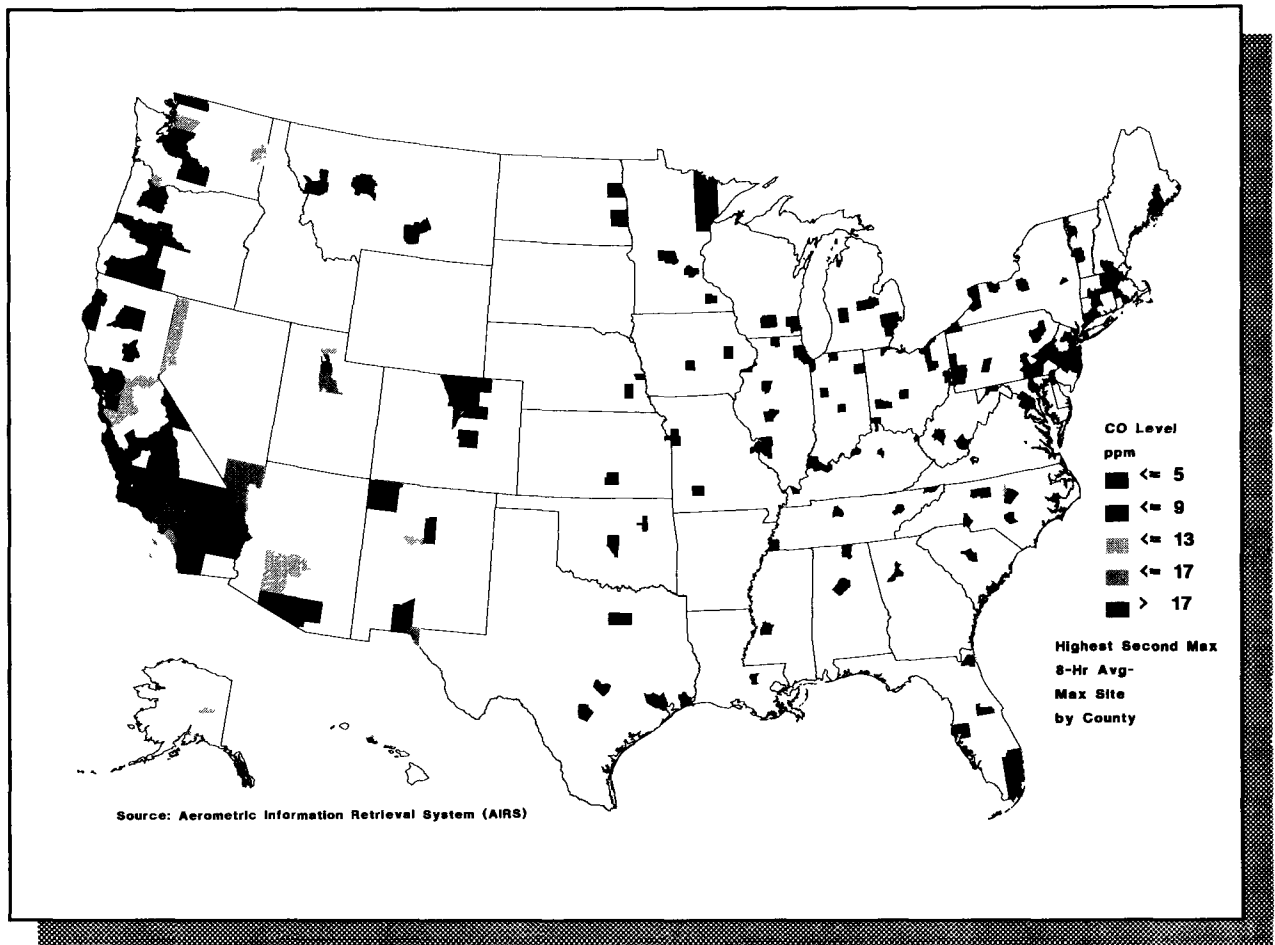 CO Level
ppm
<= 5
<= 9
<= 13
<= 17
> 17
Highest Second Max
8-Hr Avg-
Max Site
by County
Source: Aerometric Information Retrieval System (AIRS)